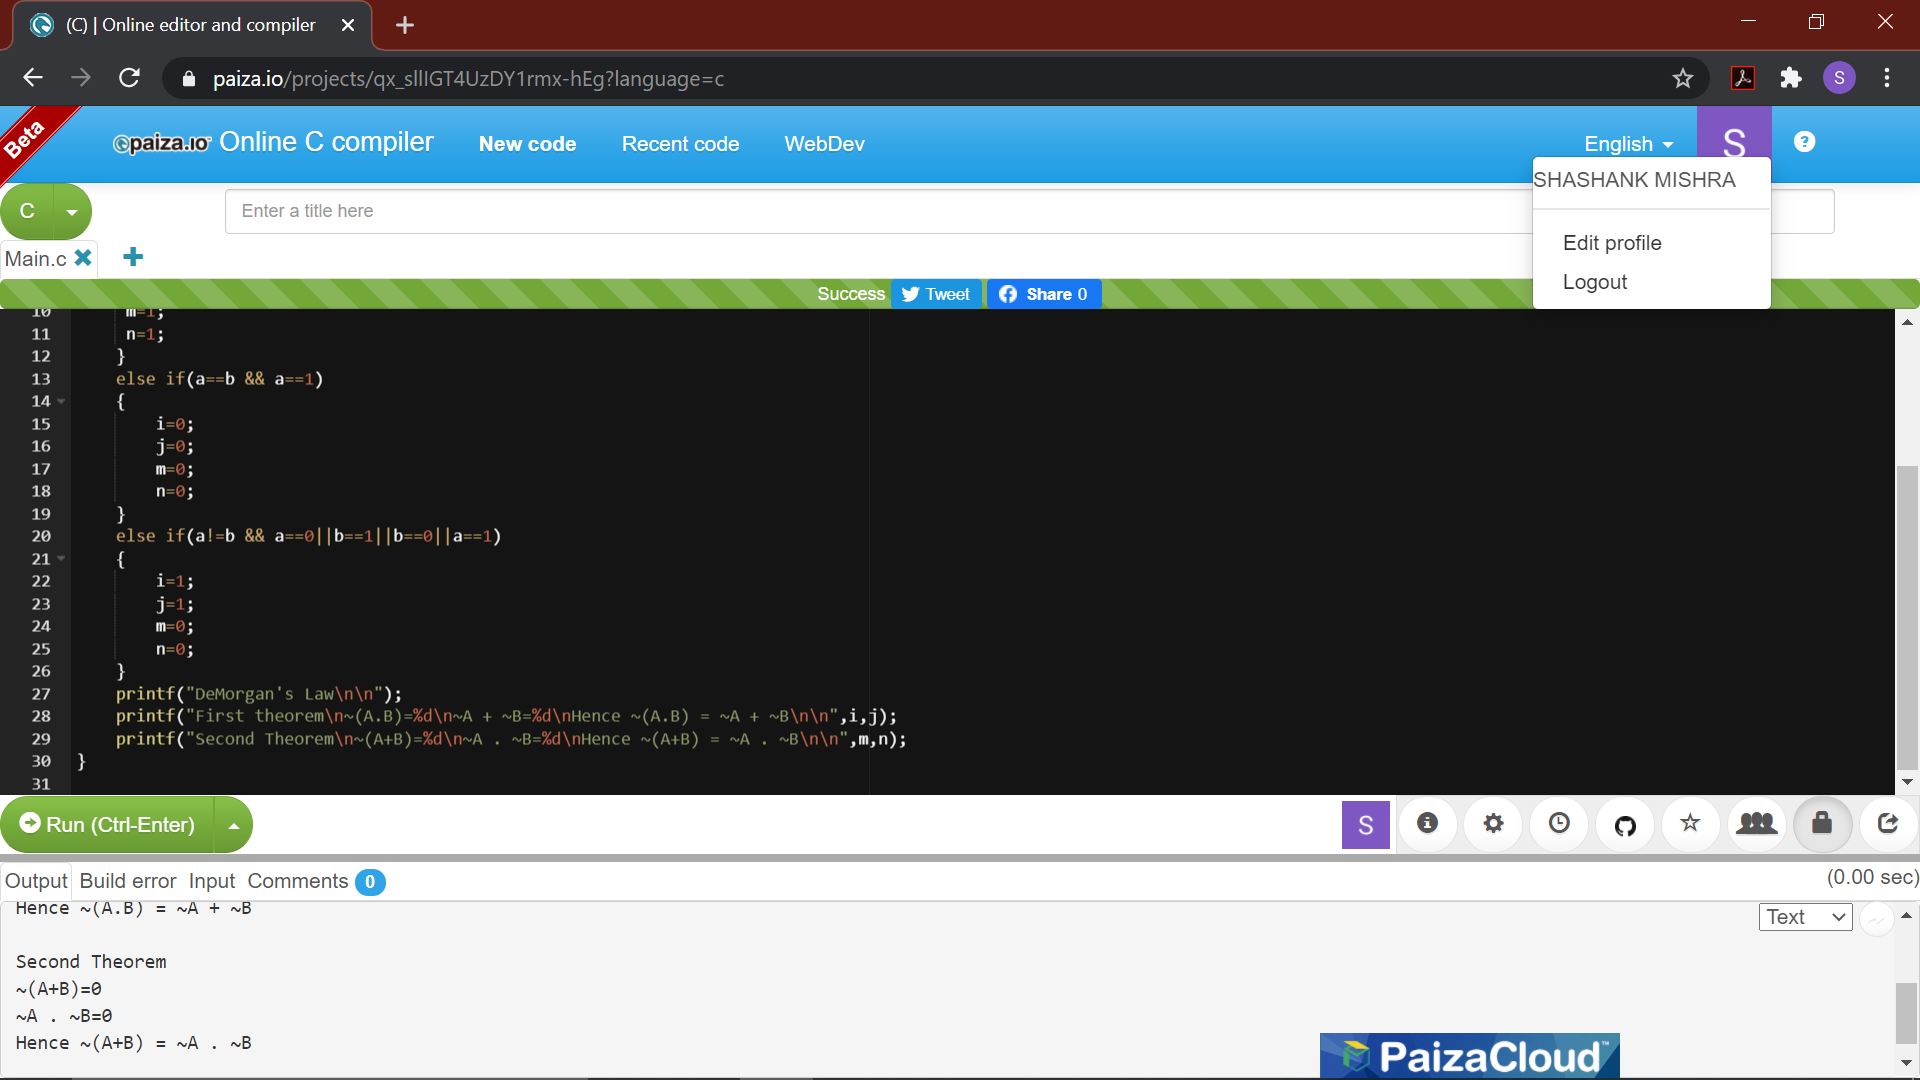 (C) | Online editor and compiler
paiza.io/projects/qx_sllIGT4UzDY1rmx-hEg?language=c
S
Beta
paiza.io Online C compiler New code Recent code WebDev English S ?
SHASHANK MISHRA
Edit profile
Logout
C
Enter a title here
Main.c
Success Tweet Share 0
10 m=1;
11 n=1;
12 }
13 else if(a==b && a==1)
14 {
15 i=0;
16 j=0;
17 m=0;
18 n=0;
19 }
20 else if(a!=b && a==0||b==1||b==0||a==1)
21 {
22 i=1;
23 j=1;
24 m=0;
25 n=0;
26 }
27 printf("DeMorgan's Law\n\n");
28 printf("First theorem\n~(A.B)=%d\n~A + ~B=%d\nHence ~(A.B) = ~A + ~B\n\n",i,j);
29 printf("Second Theorem\n~(A+B)=%d\n~A . ~B=%d\nHence ~(A+B) = ~A . ~B\n\n",m,n);
30 }
31
Run (Ctrl-Enter) S
Output Build error Input Comments 0 (0.00 sec)
Text
Hence ~(A.B) = ~A + ~B
Second Theorem
~(A+B)=0
~A . ~B=0
Hence ~(A+B) = ~A . ~B
PaizaCloud™